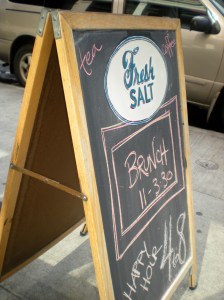 tea
coffee
Fresh
SALT
BRUNCH
11-3:30
HAPPY
HOUR 4-8